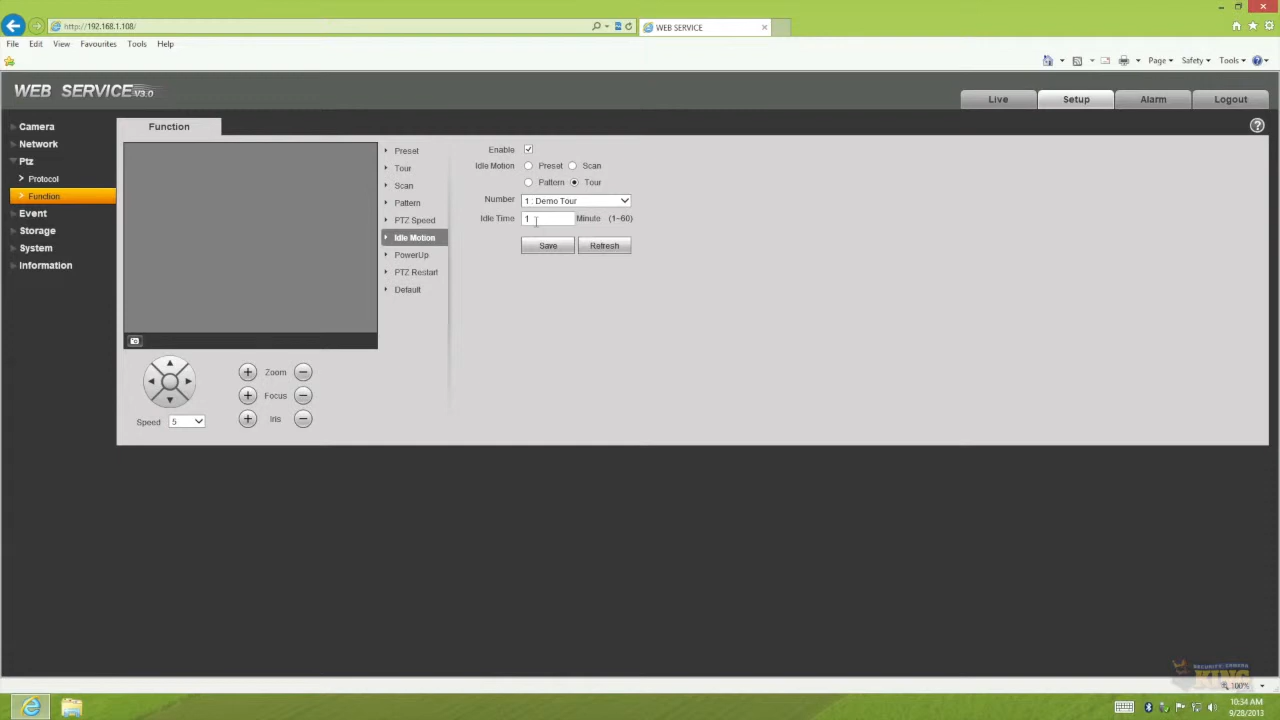 http://192.168.1.108/
WEB SERVICE
File Edit View Favourites Tools Help
Page Safety Tools
WEB SERVICE V3.0
Live Setup Alarm Logout
Camera
Network
Ptz
Protocol
Function
Event
Storage
System
Information
Function
Preset
Tour
Scan
Pattern
PTZ Speed
Idle Motion
PowerUp
PTZ Restart
Default
Enable
Idle Motion Preset Scan
Pattern Tour
Number 1 : Demo Tour
Idle Time 1 Minute (1~60)
Save Refresh
Zoom
Focus
Iris
Speed 5
SECURITY CAMERA
KING
100%
10:34 AM
9/28/2013